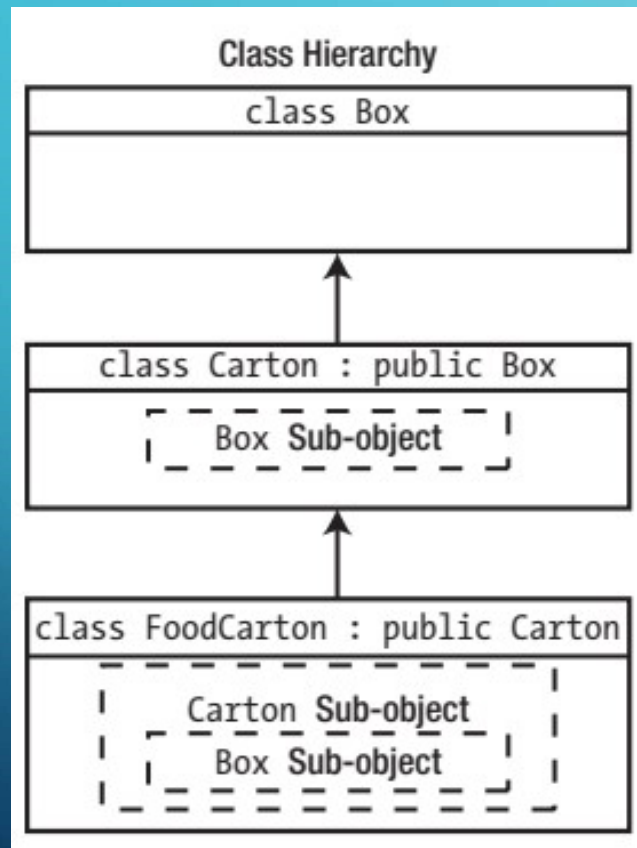 Class Hierarchy
class Box
class Carton : public Box
Box Sub-object
class FoodCarton : public Carton
Carton Sub-object
Box Sub-object